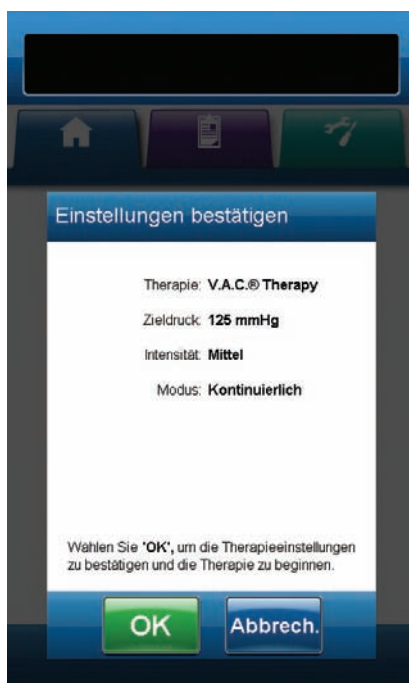 Einstellungen bestätigen
Therapie: V.A.C.® Therapy
Zieldruck: 125 mmHg
Intensität: Mittel
Modus: Kontinuierlich
Wählen Sie 'OK', um die Therapieeinstellungen
zu bestätigen und die Therapie zu beginnen.
OK Abbrech.